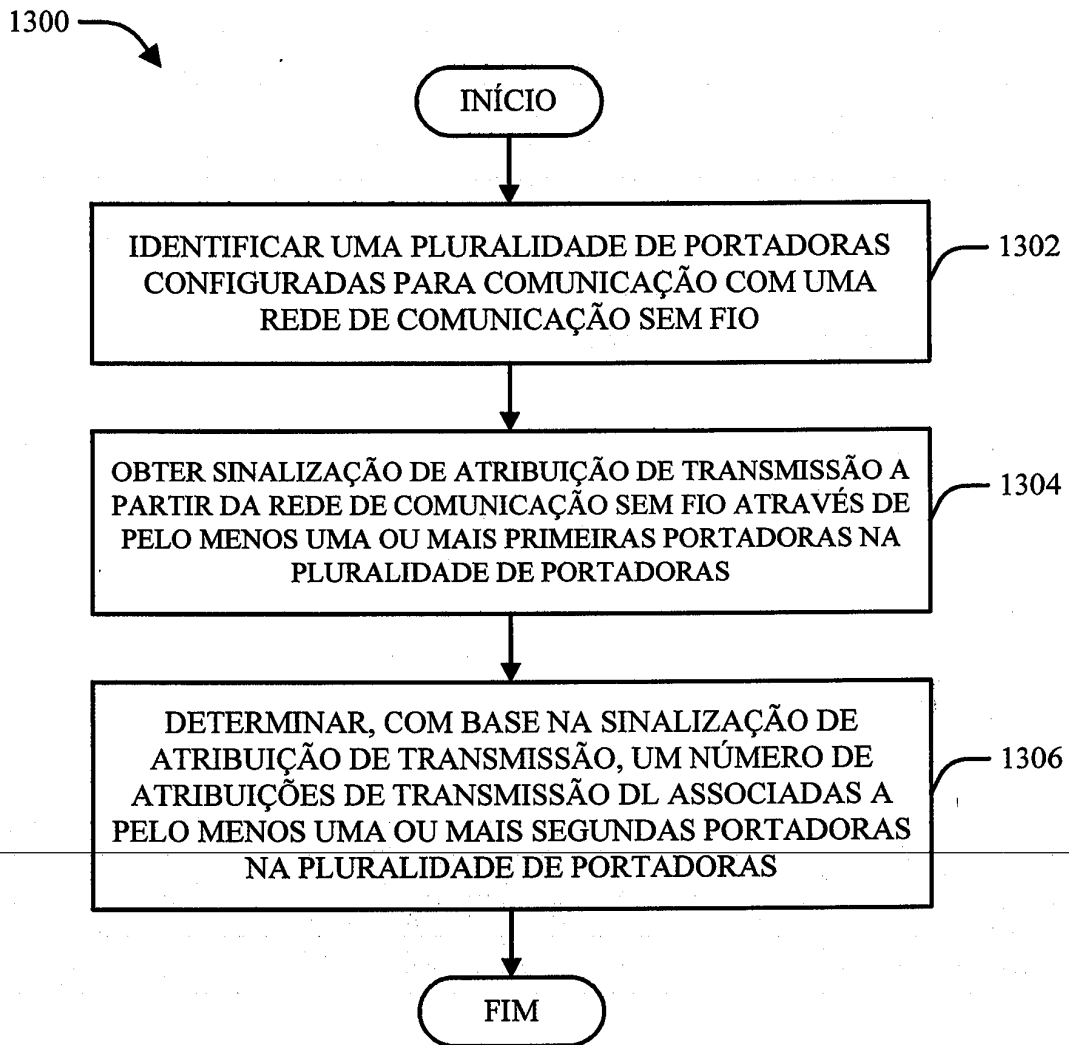 1300
INÍCIO
IDENTIFICAR UMA PLURALIDADE DE PORTADORAS
CONFIGURADAS PARA COMUNICAÇÃO COM UMA
REDE DE COMUNICAÇÃO SEM FIO
1302
OBTER SINALIZAÇÃO DE ATRIBUIÇÃO DE TRANSMISSÃO A
PARTIR DA REDE DE COMUNICAÇÃO SEM FIO ATRAVÉS DE
PELO MENOS UMA OU MAIS PRIMEIRAS PORTADORAS NA
PLURALIDADE DE PORTADORAS
1304
DETERMINAR, COM BASE NA SINALIZAÇÃO DE
ATRIBUIÇÃO DE TRANSMISSÃO, UM NÚMERO DE
ATRIBUIÇÕES DE TRANSMISSÃO DL ASSOCIADAS A
PELO MENOS UMA OU MAIS SEGUNDAS PORTADORAS
NA PLURALIDADE DE PORTADORAS
1306
FIM